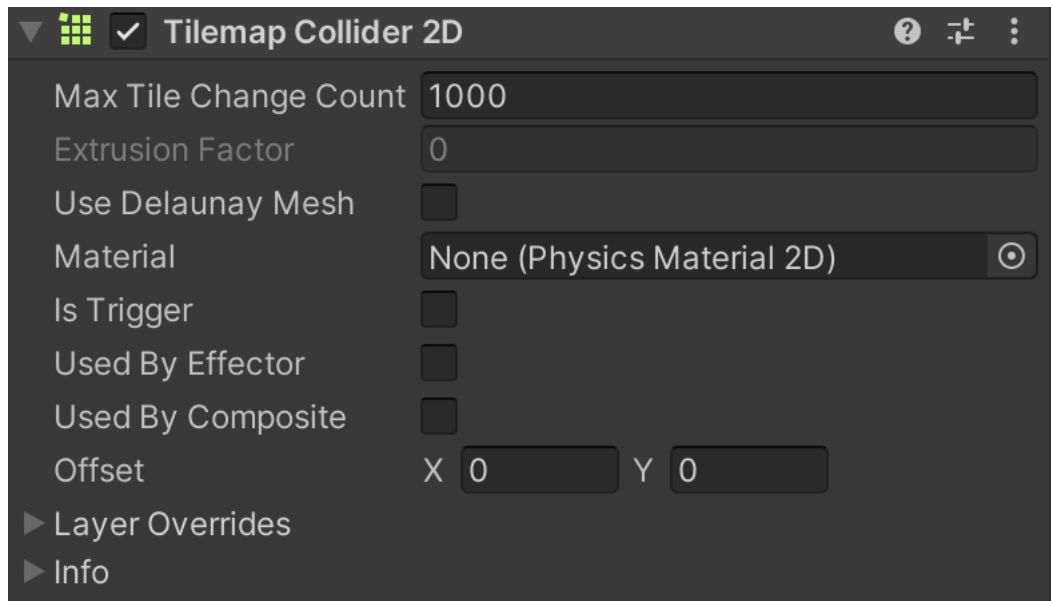 Tilemap Collider 2D
Max Tile Change Count 1000
Extrusion Factor 0
Use Delaunay Mesh
Material None (Physics Material 2D)
Is Trigger
Used By Effector
Used By Composite
Offset X 0 Y 0
Layer Overrides
Info